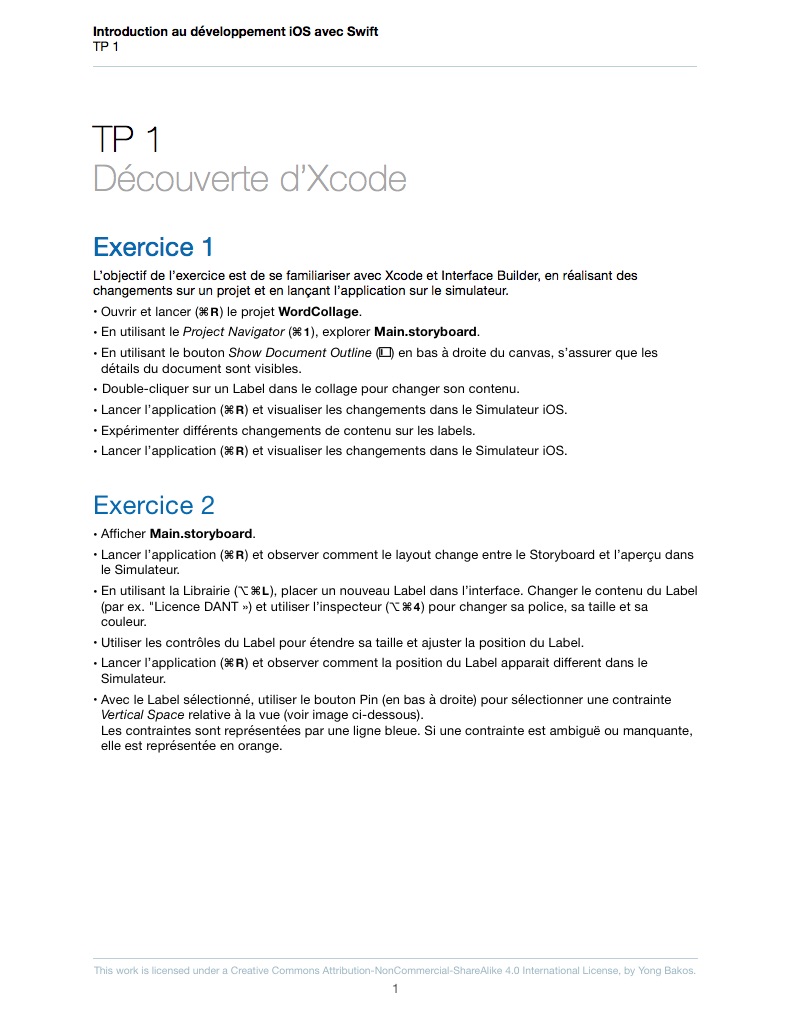 Introduction au développement iOS avec Swift
TP 1
TP 1
Découverte d'Xcode
Exercice 1
L'objectif de l'exercice est de se familiariser avec Xcode et Interface Builder, en réalisant des
changements sur un projet et en lançant l'application sur le simulateur.
• Ouvrir et lancer (⌘R) le projet WordCollage.
• En utilisant le Project Navigator (⌘1), explorer Main.storyboard.
• En utilisant le bouton Show Document Outline () en bas à droite du canvas, s'assurer que les
détails du document sont visibles.
• Double-cliquer sur un Label dans le collage pour changer son contenu.
• Lancer l'application (⌘R) et visualiser les changements dans le Simulateur iOS.
• Expérimenter différents changements de contenu sur les labels.
• Lancer l'application (⌘R) et visualiser les changements dans le Simulateur iOS.
Exercice 2
• Afficher Main.storyboard.
• Lancer l'application (⌘R) et observer comment le layout change entre le Storyboard et l'aperçu dans
le Simulateur.
• En utilisant la Librairie (⌥⌘L), placer un nouveau Label dans l'interface. Changer le contenu du Label
(par ex. "Licence DANT ») et utiliser l'inspecteur (⌥⌘4) pour changer sa police, sa taille et sa
couleur.
• Utiliser les contrôles du Label pour étendre sa taille et ajuster la position du Label.
• Lancer l'application (⌘R) et observer comment la position du Label apparait different dans le
Simulateur.
• Avec le Label sélectionné, utiliser le bouton Pin (en bas à droite) pour sélectionner une contrainte
Vertical Space relative à la vue (voir image ci-dessous).
Les contraintes sont représentées par une ligne bleue. Si une contrainte est ambiguë ou manquante,
elle est représentée en orange.
This work is licensed under a Creative Commons Attribution-NonCommercial-ShareAlike 4.0 International License, by Yong Bakos.
1